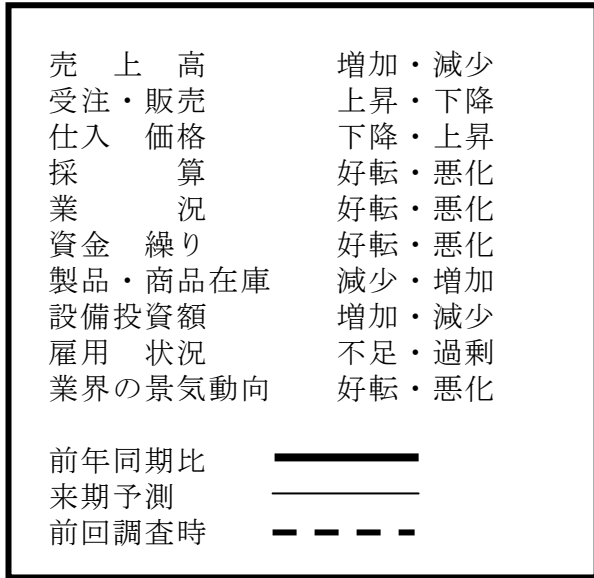 売　上　高　増加・減少
受注・販売　上昇・下降
仕入　価格　下降・上昇
採　　　算　好転・悪化
業　　　況　好転・悪化
資金　繰り　好転・悪化
製品・商品在庫　減少・増加
設備投資額　増加・減少
雇用　状況　不足・過剰
業界の景気動向　好転・悪化
前年同期比
来期予測
前回調査時